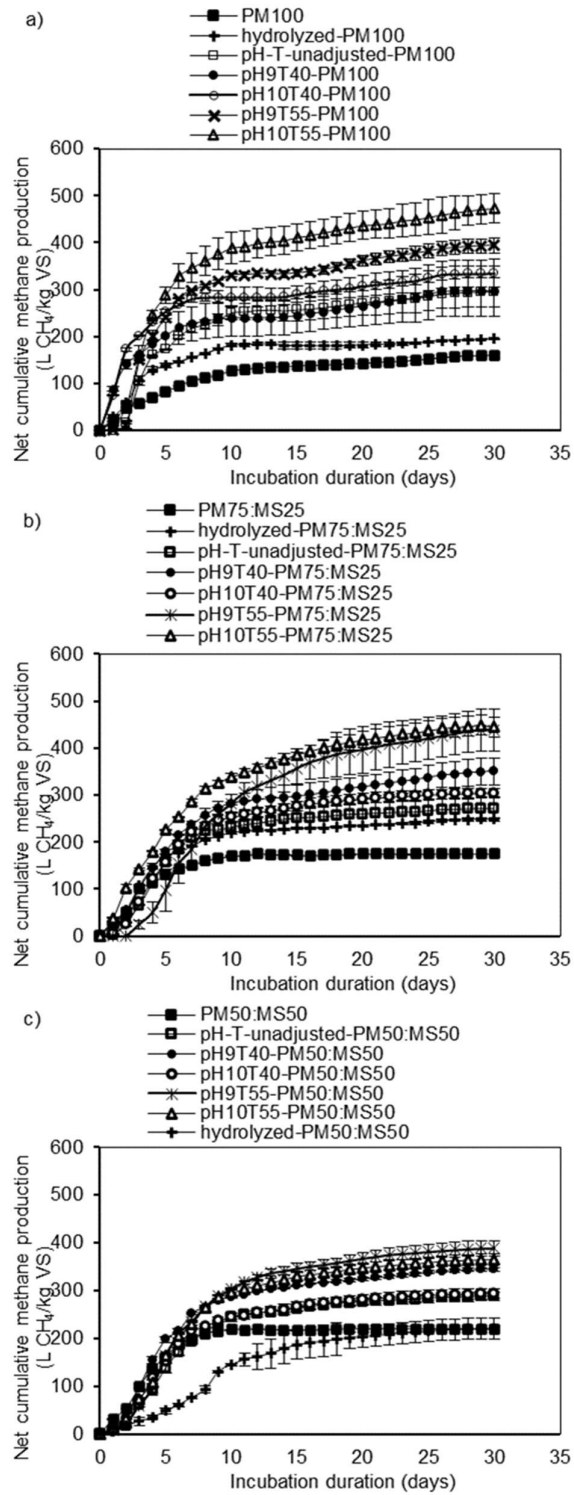 a)
PM100
hydrolyzed-PM100
pH-T-unadjusted-PM100
pH9T40-PM100
pH10T40-PM100
pH9T55-PM100
pH10T55-PM100
Net cumulative methane production
(L CH₄/kg VS)
600
500
400
300
200
100
0
0 5 10 15 20 25 30 35
Incubation duration (days)
b)
PM75:MS25
hydrolyzed-PM75:MS25
pH-T-unadjusted-PM75:MS25
pH9T40-PM75:MS25
pH10T40-PM75:MS25
pH9T55-PM75:MS25
pH10T55-PM75:MS25
Net cumulative methane production
(L CH₄/kg VS)
600
500
400
300
200
100
0
0 5 10 15 20 25 30 35
Incubation duration (days)
c)
PM50:MS50
pH-T-unadjusted-PM50:MS50
pH9T40-PM50:MS50
pH10T40-PM50:MS50
pH9T55-PM50:MS50
pH10T55-PM50:MS50
hydrolyzed-PM50:MS50
Net cumulative methane production
(L CH₄/kg VS)
600
500
400
300
200
100
0
0 5 10 15 20 25 30 35
Incubation duration (days)